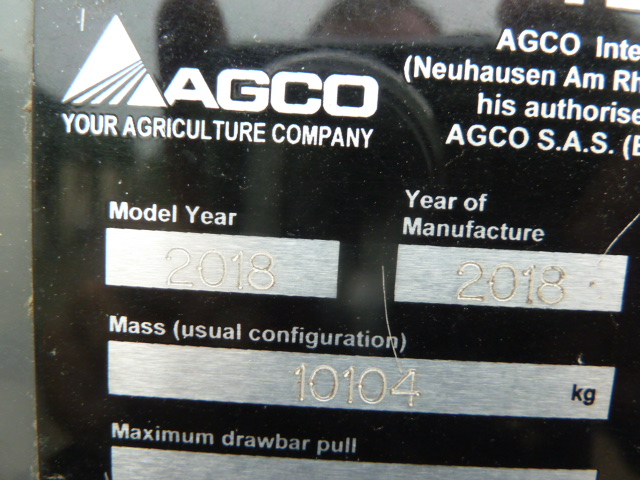 AGCO
YOUR AGRICULTURE COMPANY
AGCO
(Neuhausen Am
his
AGCO S.A.S.
Model Year
2018
Year of
Manufacture
2018
Mass (usual configuration)
10104 kg
Maximum drawbar pull